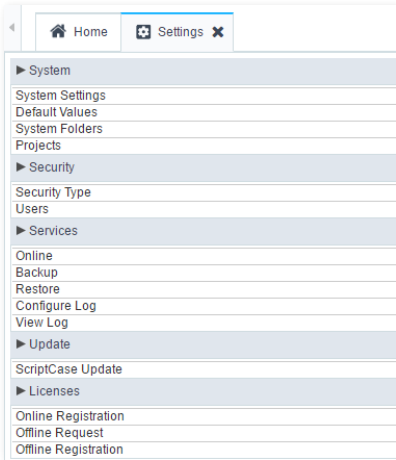 Home Settings
System
System Settings
Default Values
System Folders
Projects
Security
Security Type
Users
Services
Online
Backup
Restore
Configure Log
View Log
Update
ScriptCase Update
Licenses
Online Registration
Offline Request
Offline Registration